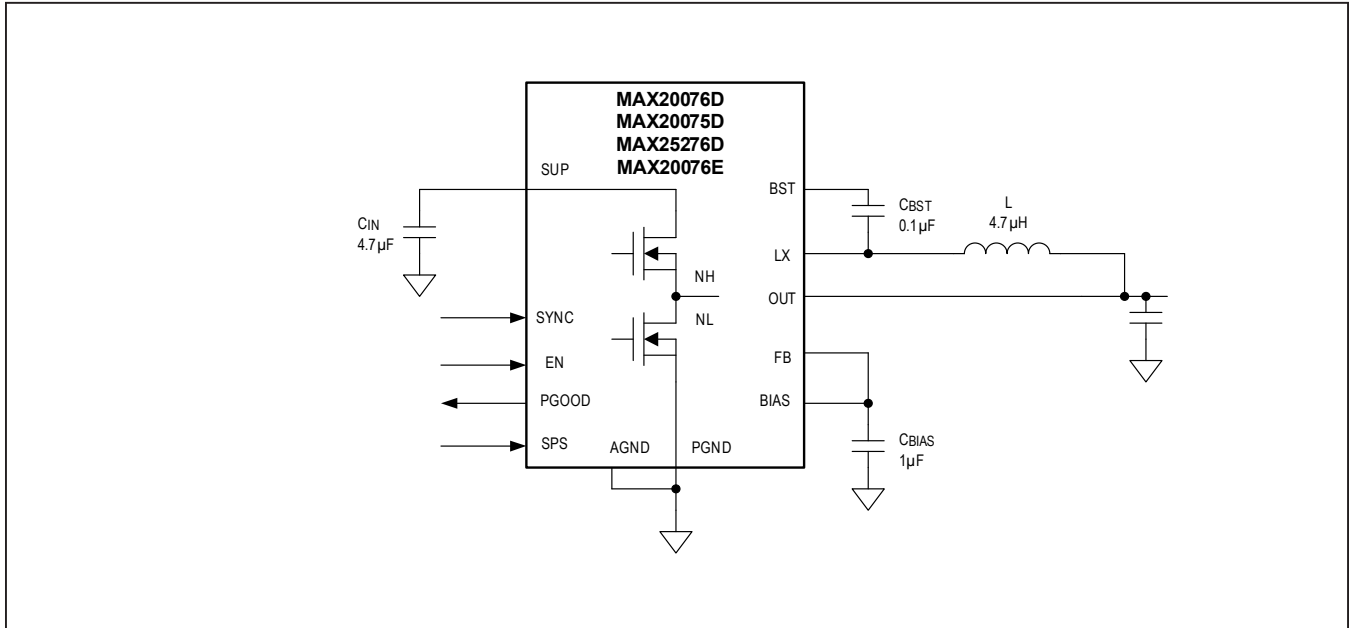 MAX20076D
MAX20075D
MAX25276D
MAX20076E
SUP
BST
CIN
4.7µF
CBST
0.1µF
L
4.7µH
LX
NH
OUT
SYNC
NL
EN
FB
PGOOD
BIAS
SPS
AGND
PGND
CBIAS
1µF